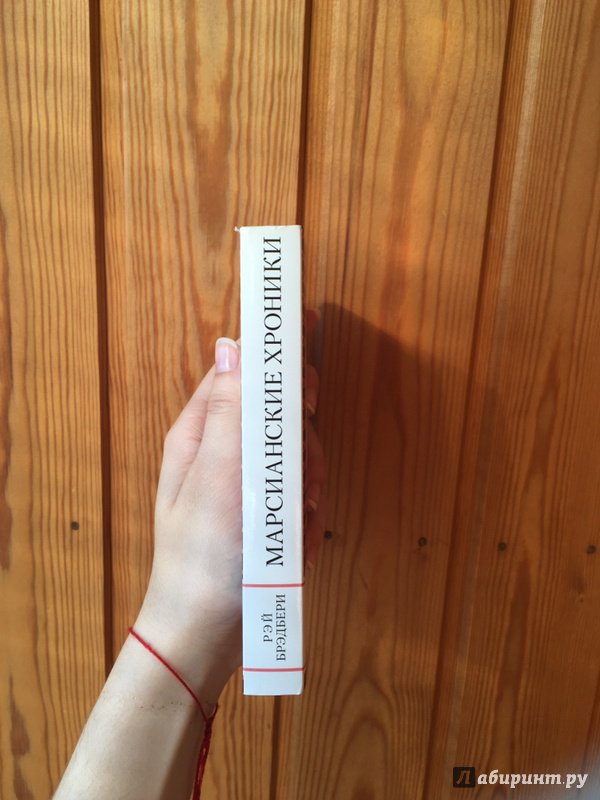 МАРСИАНСКИЕ ХРОНИКИ
РЭЙ
БРЭДБЕРИ
Лабиринт.ру